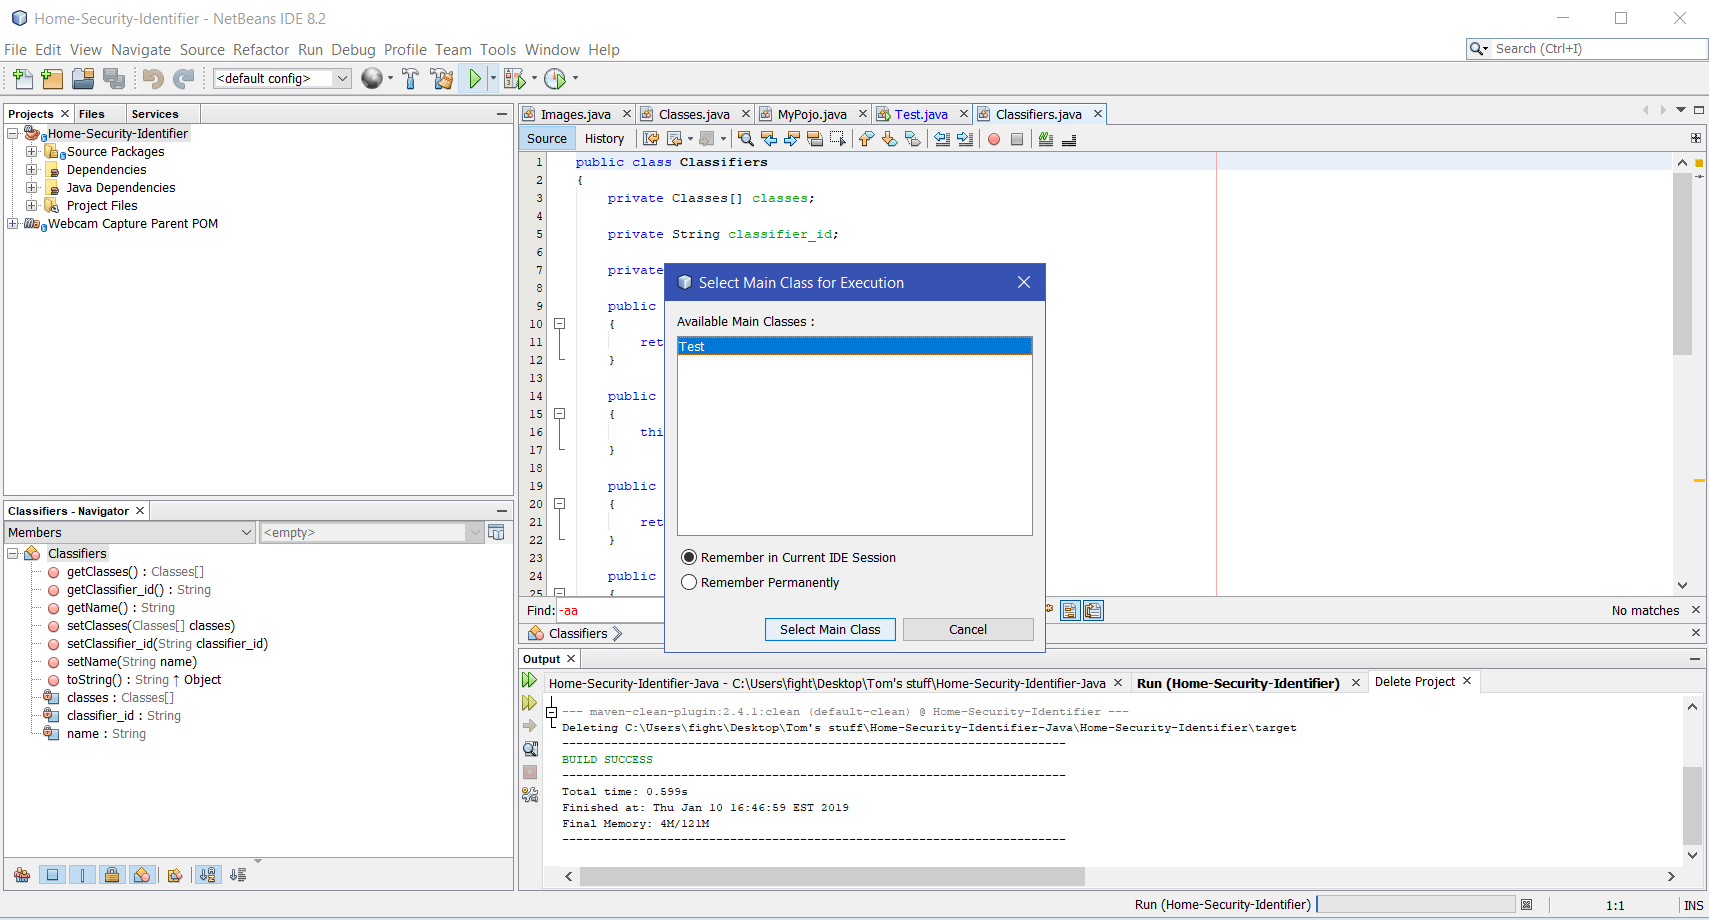 Home-Security-Identifier - NetBeans IDE 8.2
File Edit View Navigate Source Refactor Run Debug Profile Team Tools Window Help
Search (Ctrl+I)
<default config>
Projects Files Services
Home-Security-Identifier
Source Packages
Dependencies
Java Dependencies
Project Files
Webcam Capture Parent POM
Classifiers - Navigator
Members
<empty>
Classifiers
getClasses() : Classes[]
getClassifier_id() : String
getName() : String
setClasses(Classes[] classes)
setClassifier_id(String classifier_id)
setName(String name)
toString() : String ↑ Object
classes : Classes[]
classifier_id : String
name : String
Images.java Classes.java MyPojo.java Test.java Classifiers.java
Source History
1 public class Classifiers
2 {
3 private Classes[] classes;
4
5 private String classifier_id;
6
7 private
8
9 public
10 {
11 ret
12 }
13
14 public
15 {
16 thi
17 }
18
19 public
20 {
21 ret
22 }
23
24 public
25 {
Select Main Class for Execution
Available Main Classes :
Test
Remember in Current IDE Session
Remember Permanently
Select Main Class Cancel
Find: -aa
No matches
Classifiers
Output
Home-Security-Identifier-Java - C:\Users\fight\Desktop\Tom's stuff\Home-Security-Identifier-Java Run (Home-Security-Identifier) Delete Project
--- maven-clean-plugin:2.4.1:clean (default-clean) @ Home-Security-Identifier ---
Deleting C:\Users\fight\Desktop\Tom's stuff\Home-Security-Identifier-Java\Home-Security-Identifier\target
------------------------------------------------------------------------
BUILD SUCCESS
------------------------------------------------------------------------
Total time: 0.599s
Finished at: Thu Jan 10 16:46:59 EST 2019
Final Memory: 4M/121M
------------------------------------------------------------------------
Run (Home-Security-Identifier)
1:1
INS